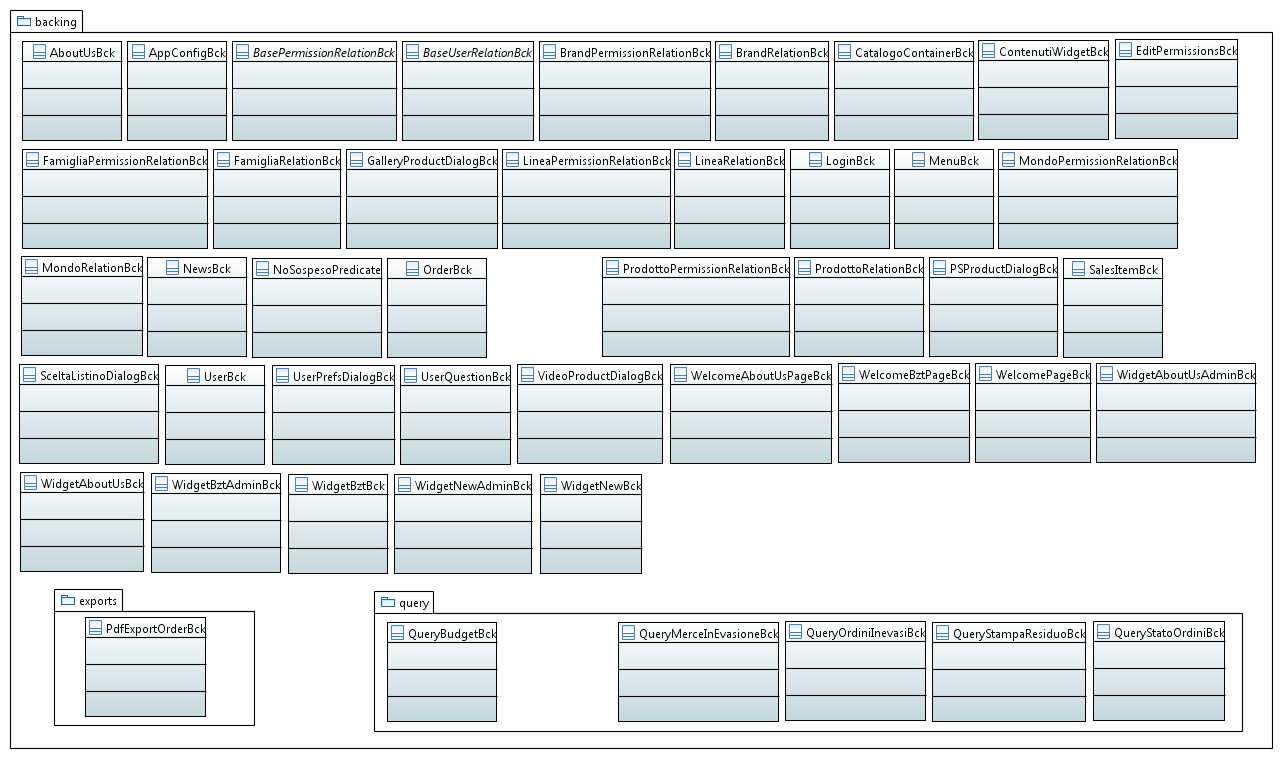 backing
AboutUsBck
AppConfigBck
BasePermissionRelationBck
BaseUserRelationBck
BrandPermissionRelationBck
BrandRelationBck
CatalogoContainerBck
ContenutiWidgetBck
EditPermissionsBck
FamigliaPermissionRelationBck
FamigliaRelationBck
GalleryProductDialogBck
LineaPermissionRelationBck
LineaRelationBck
LoginBck
MenuBck
MondoPermissionRelationBck
MondoRelationBck
NewsBck
NoSospesoPredicate
OrderBck
ProdottoPermissionRelationBck
ProdottoRelationBck
PSProductDialogBck
SalesItemBck
SceltaListinoDialogBck
UserBck
UserPrefsDialogBck
UserQuestionBck
VideoProductDialogBck
WelcomeAboutUsPageBck
WelcomeBztPageBck
WelcomePageBck
WidgetAboutUsAdminBck
WidgetAboutUsBck
WidgetBztAdminBck
WidgetBztBck
WidgetNewAdminBck
WidgetNewBck
exports
PdfExportOrderBck
query
QueryBudgetBck
QueryMerceInEvasioneBck
QueryOrdiniInevasiBck
QueryStampaResiduoBck
QueryStatoOrdiniBck